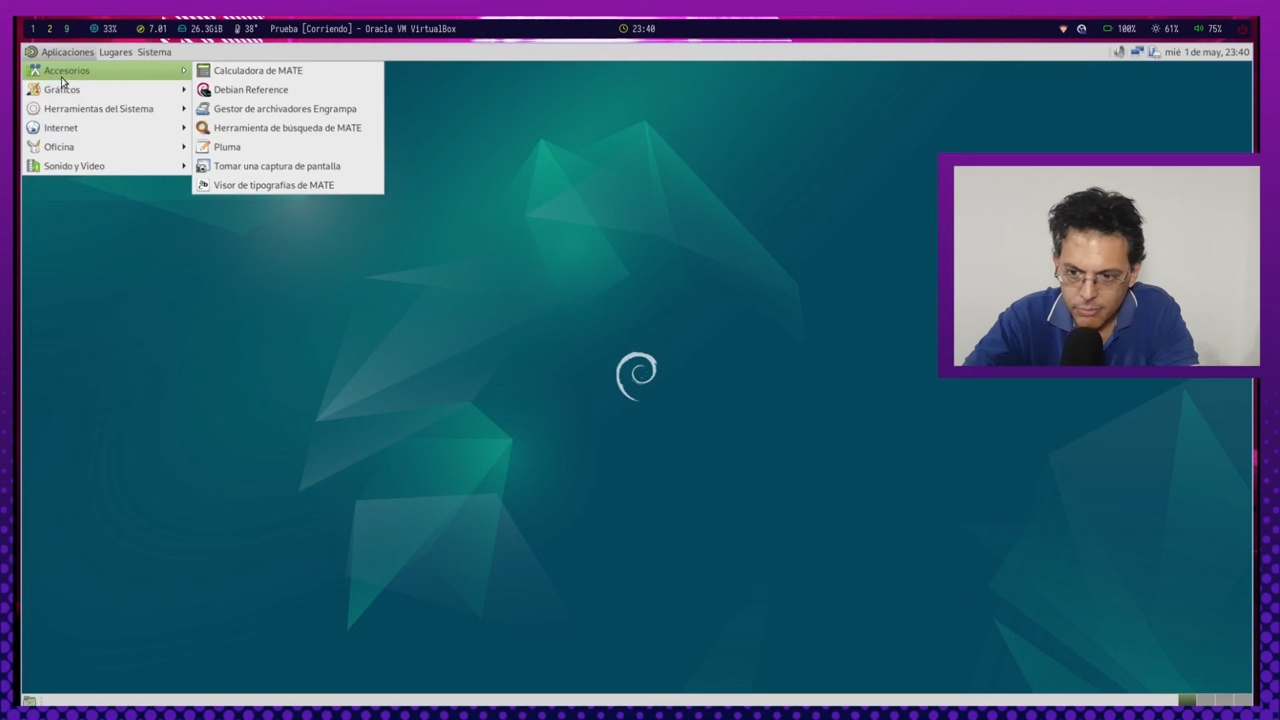 1 2 9 33% 7.01 26.3GiB 38° Prueba [Corriendo] - Oracle VM VirtualBox 23:40 100% 61% 75%
Aplicaciones Lugares Sistema mié 1 de may, 23:40
Accesorios
Gráficos
Herramientas del Sistema
Internet
Oficina
Sonido y Video
Calculadora de MATE
Debian Reference
Gestor de archivadores Engrampa
Herramienta de búsqueda de MATE
Pluma
Tomar una captura de pantalla
Visor de tipografías de MATE